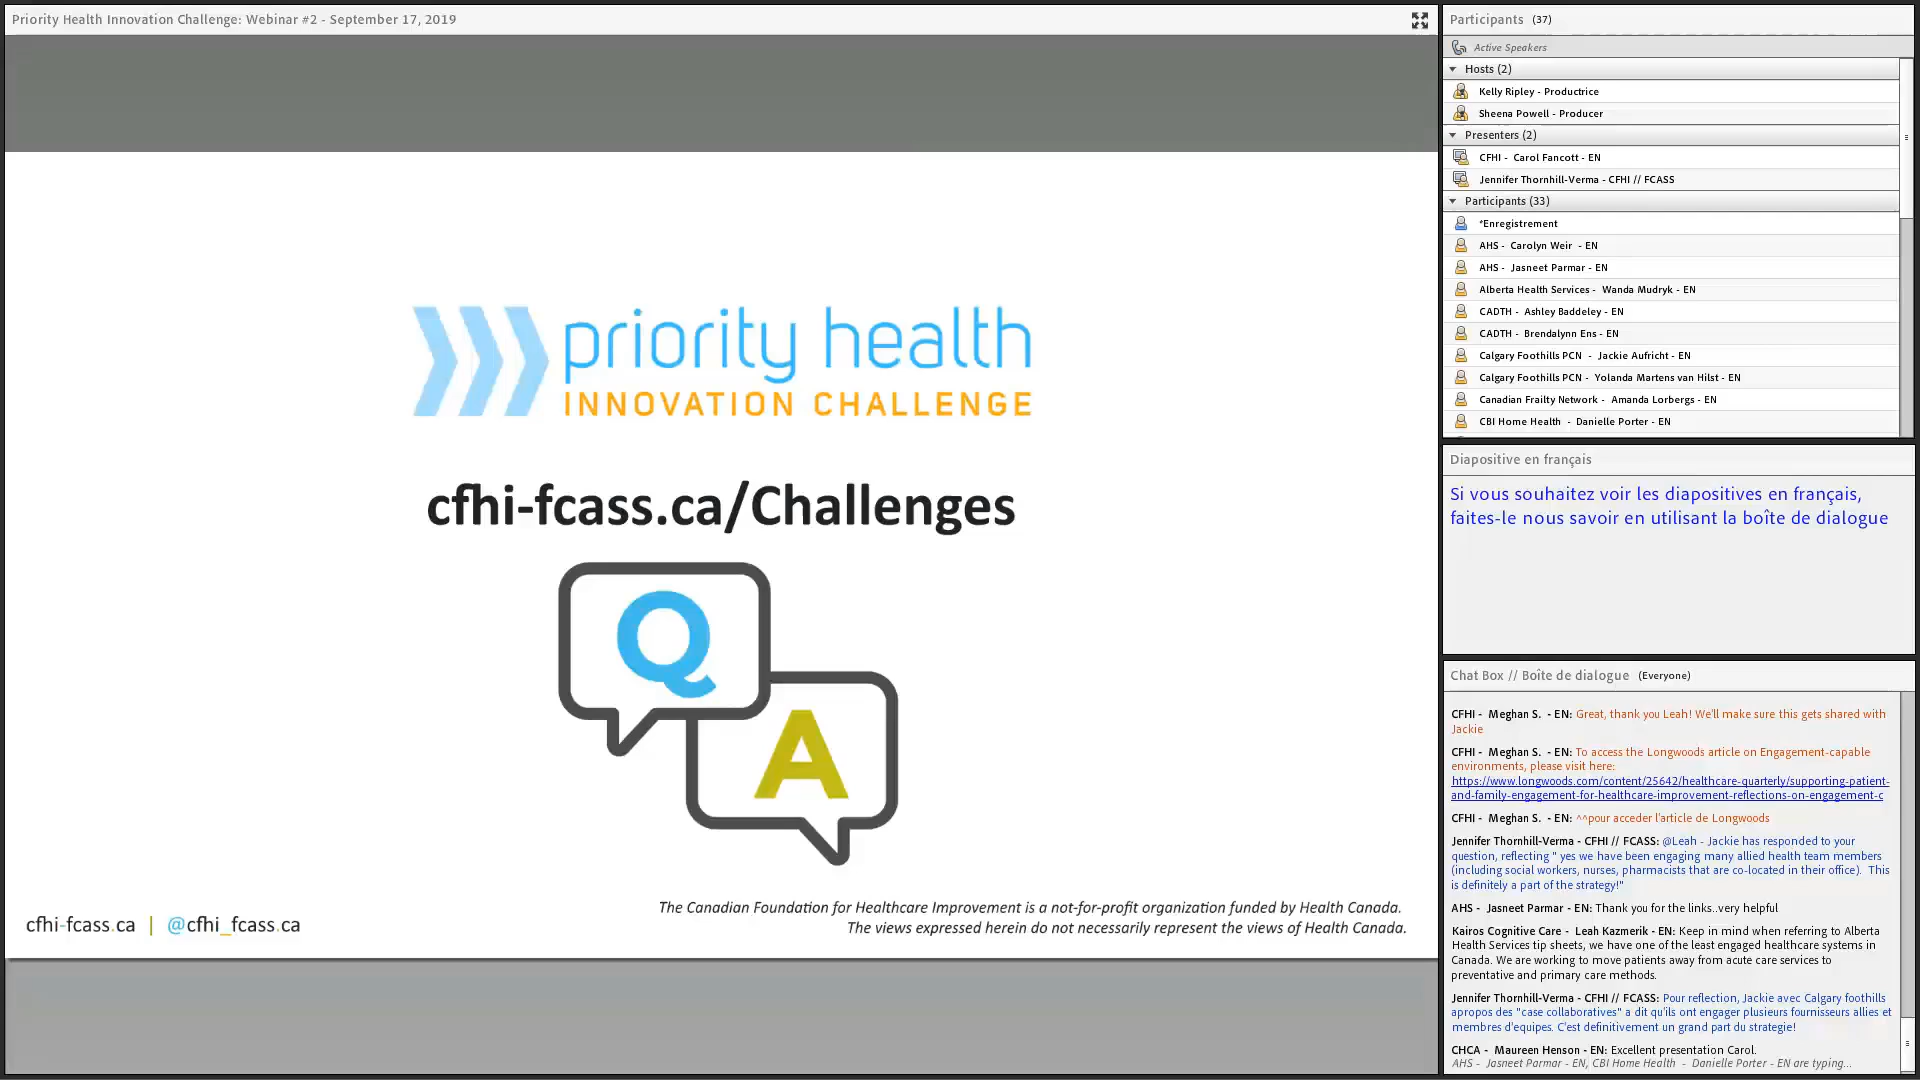 Priority Health Innovation Challenge: Webinar #2 - September 17, 2019
priority health
INNOVATION CHALLENGE
cfhi-fcass.ca/Challenges
Q
A
The Canadian Foundation for Healthcare Improvement is a not-for-profit organization funded by Health Canada.
The views expressed herein do not necessarily represent the views of Health Canada.
cfhi-fcass.ca | @cfhi_fcass.ca
Participants (37)
Active Speakers
Hosts (2)
Kelly Ripley - Productrice
Sheena Powell - Producer
Presenters (2)
CFHI - Carol Fancott - EN
Jennifer Thornhill-Verma - CFHI // FCASS
Participants (33)
*Enregistrement
AHS - Carolyn Weir - EN
AHS - Jasneet Parmar - EN
Alberta Health Services - Wanda Mudryk - EN
CADTH - Ashley Baddeley - EN
CADTH - Brendalynn Ens - EN
Calgary Foothills PCN - Jackie Aufricht - EN
Calgary Foothills PCN - Yolanda Martens van Hilst - EN
Canadian Frailty Network - Amanda Lorbergs - EN
CBI Home Health - Danielle Porter - EN
Diapositive en français
Si vous souhaitez voir les diapositives en français,
faites-le nous savoir en utilisant la boîte de dialogue
Chat Box // Boîte de dialogue (Everyone)
CFHI - Meghan S. - EN: Great, thank you Leah! We'll make sure this gets shared with
Jackie
CFHI - Meghan S. - EN: To access the Longwoods article on Engagement-capable
environments, please visit here:
https://www.longwoods.com/content/25642/healthcare-quarterly/supporting-patient-
and-family-engagement-for-healthcare-improvement-reflections-on-engagement-c
CFHI - Meghan S. - EN: ^^pour acceder l'article de Longwoods
Jennifer Thornhill-Verma - CFHI // FCASS: @Leah - Jackie has responded to your
question, reflecting " yes we have been engaging many allied health team members
(including social workers, nurses, pharmacists that are co-located in their office). This
is definitely a part of the strategy!"
AHS - Jasneet Parmar - EN: Thank you for the links..very helpful
Kairos Cognitive Care - Leah Kazmerik - EN: Keep in mind when referring to Alberta
Health Services tip sheets, we have one of the least engaged healthcare systems in
Canada. We are working to move patients away from acute care services to
preventative and primary care methods.
Jennifer Thornhill-Verma - CFHI // FCASS: Pour reflection, Jackie avec Calgary foothills
apropos des "case collaboratives" a dit qu'ils ont engager plusieurs fournisseurs allies et
membres d'equipes. C'est definitivement un grand part du strategie!
CHCA - Maureen Henson - EN: Excellent presentation Carol.
AHS - Jasneet Parmar - EN, CBI Home Health - Danielle Porter - EN are typing...